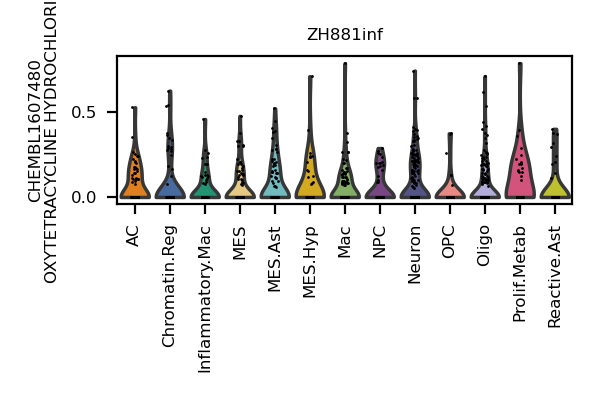 ZH881inf
CHEMBL1607480
OXYTETRACYCLINE HYDROCHLORI
0.5
0.0
AC
Chromatin.Reg
Inflammatory.Mac
MES
MES.Ast
MES.Hyp
Mac
NPC
Neuron
OPC
Oligo
Prolif.Metab
Reactive.Ast